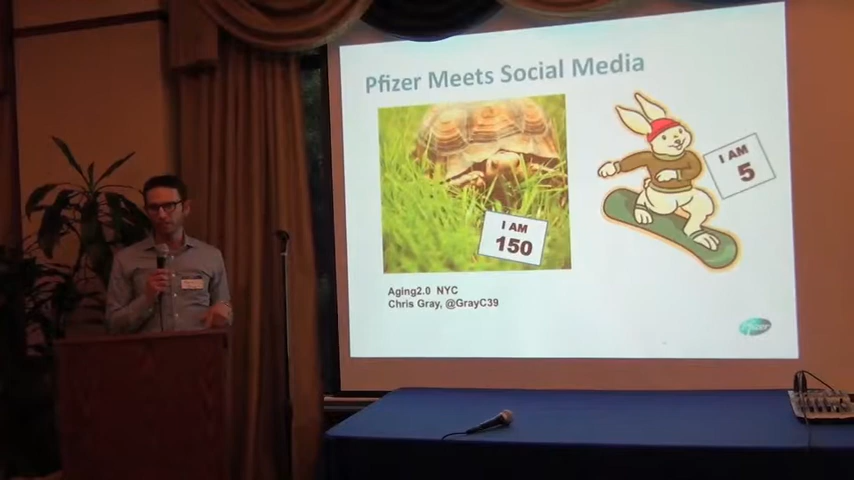 Pfizer Meets Social Media
I AM
150
I AM
5
Aging2.0 NYC
Chris Gray, @GrayC39
Pfizer